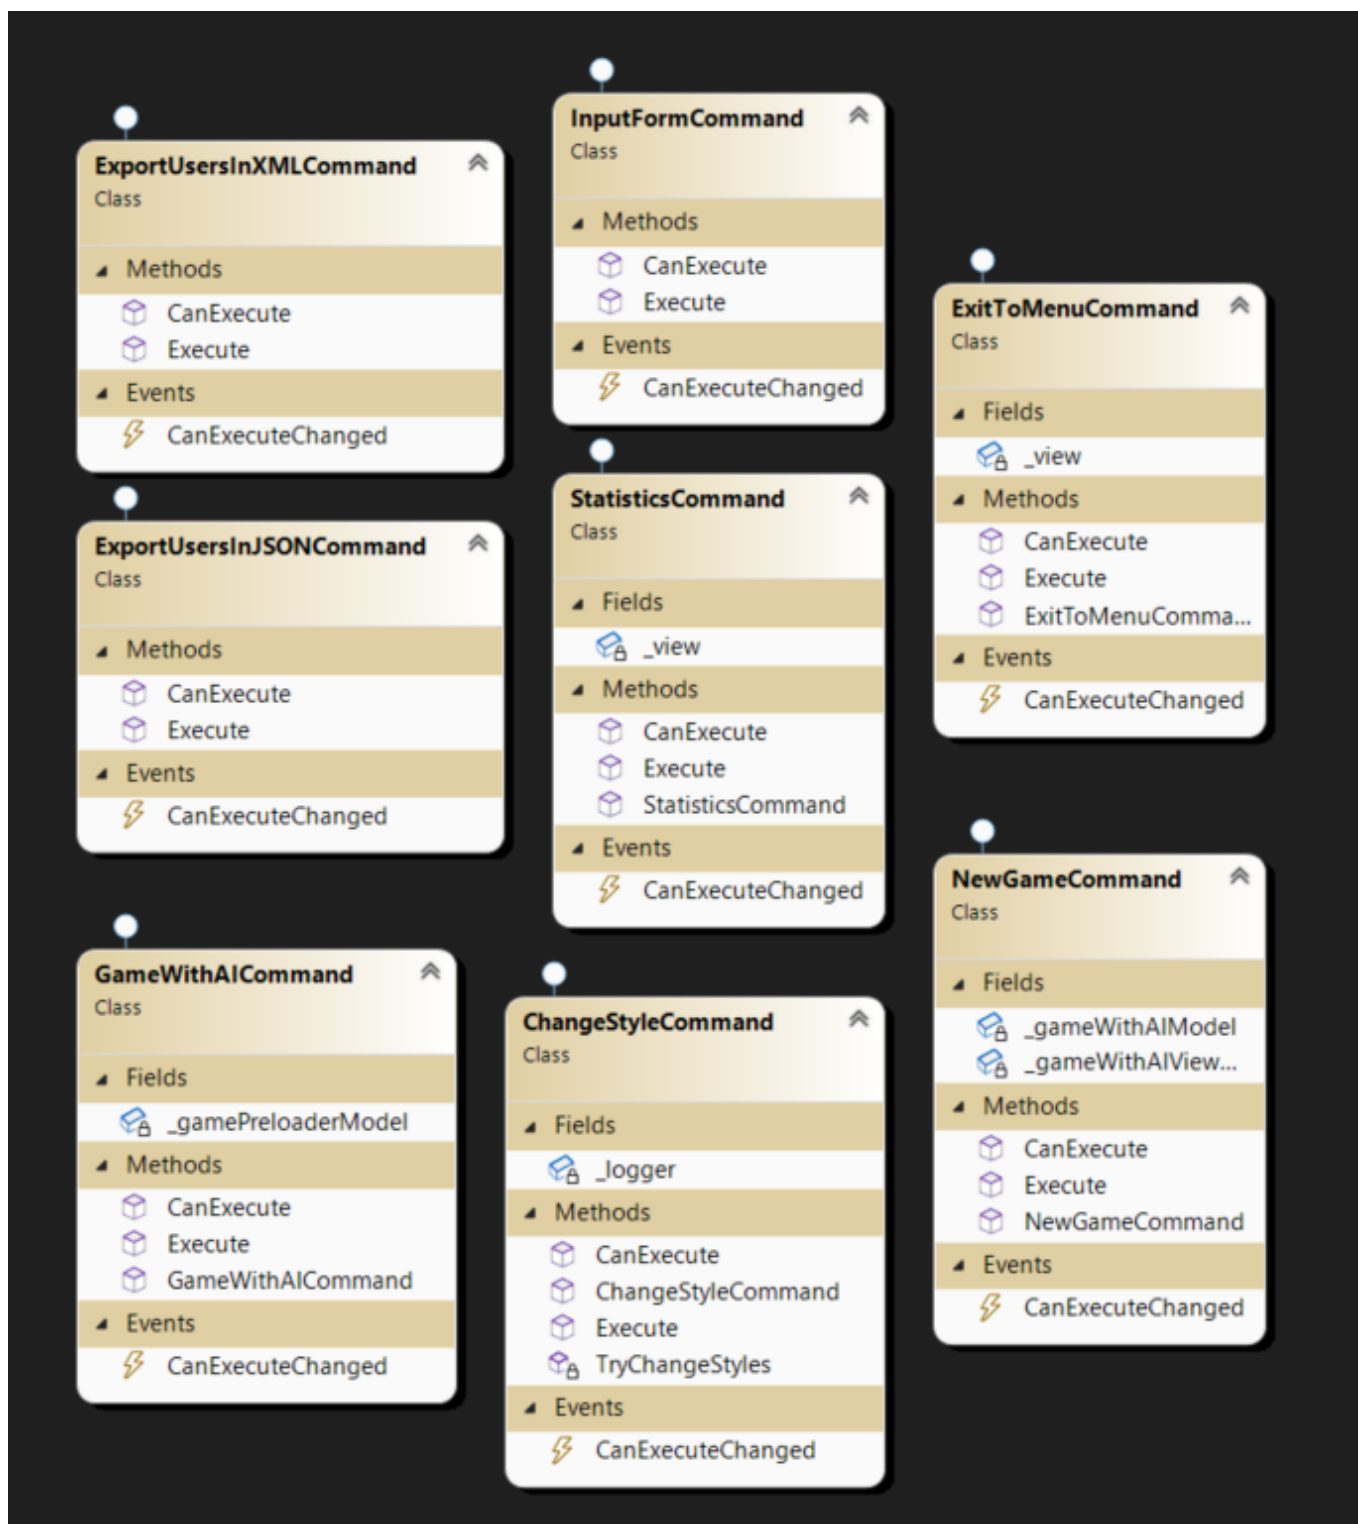 ExportUsersInXMLCommand
Class
Methods
CanExecute
Execute
Events
CanExecuteChanged
ExportUsersInJSONCommand
Class
Methods
CanExecute
Execute
Events
CanExecuteChanged
GameWithAICommand
Class
Fields
_gamePreloaderModel
Methods
CanExecute
Execute
GameWithAICommand
Events
CanExecuteChanged
InputFormCommand
Class
Methods
CanExecute
Execute
Events
CanExecuteChanged
StatisticsCommand
Class
Fields
_view
Methods
CanExecute
Execute
StatisticsCommand
Events
CanExecuteChanged
ChangeStyleCommand
Class
Fields
_logger
Methods
CanExecute
ChangeStyleCommand
Execute
TryChangeStyles
Events
CanExecuteChanged
ExitToMenuCommand
Class
Fields
_view
Methods
CanExecute
Execute
ExitToMenuComma...
Events
CanExecuteChanged
NewGameCommand
Class
Fields
_gameWithAIModel
_gameWithAIView...
Methods
CanExecute
Execute
NewGameCommand
Events
CanExecuteChanged